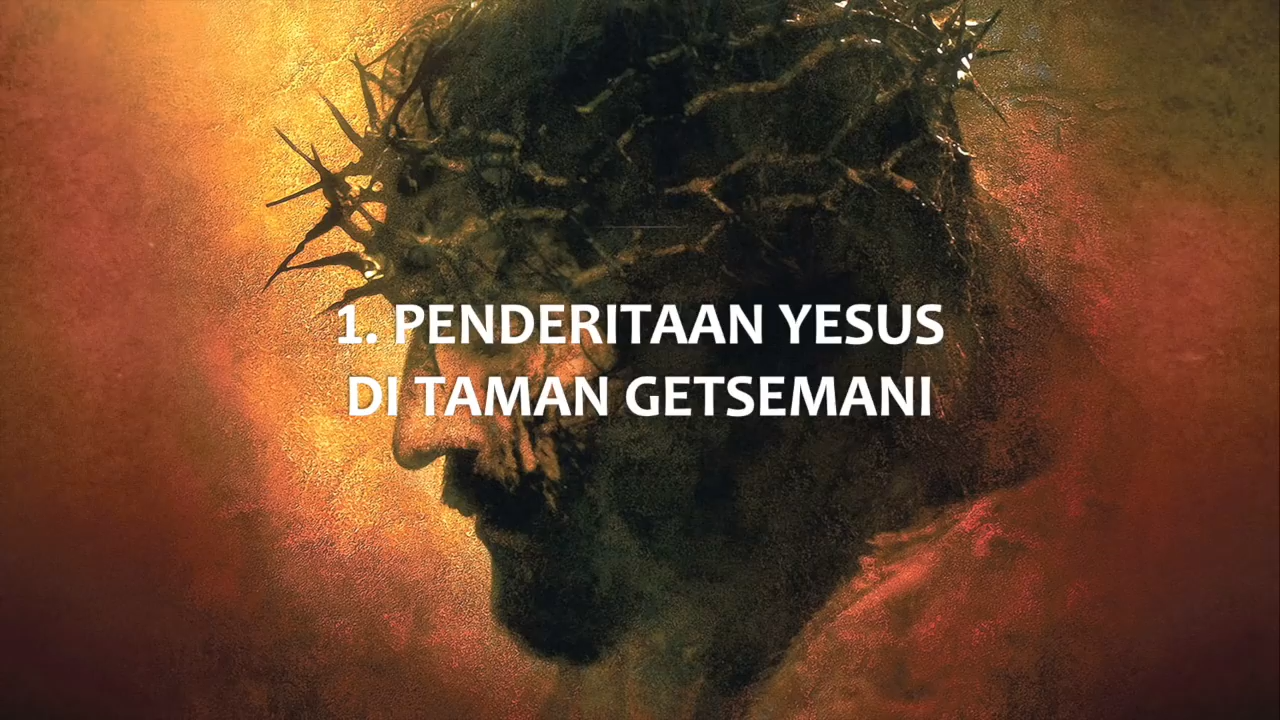 1. PENDERITAAN YESUS
DI TAMAN GETSEMANI